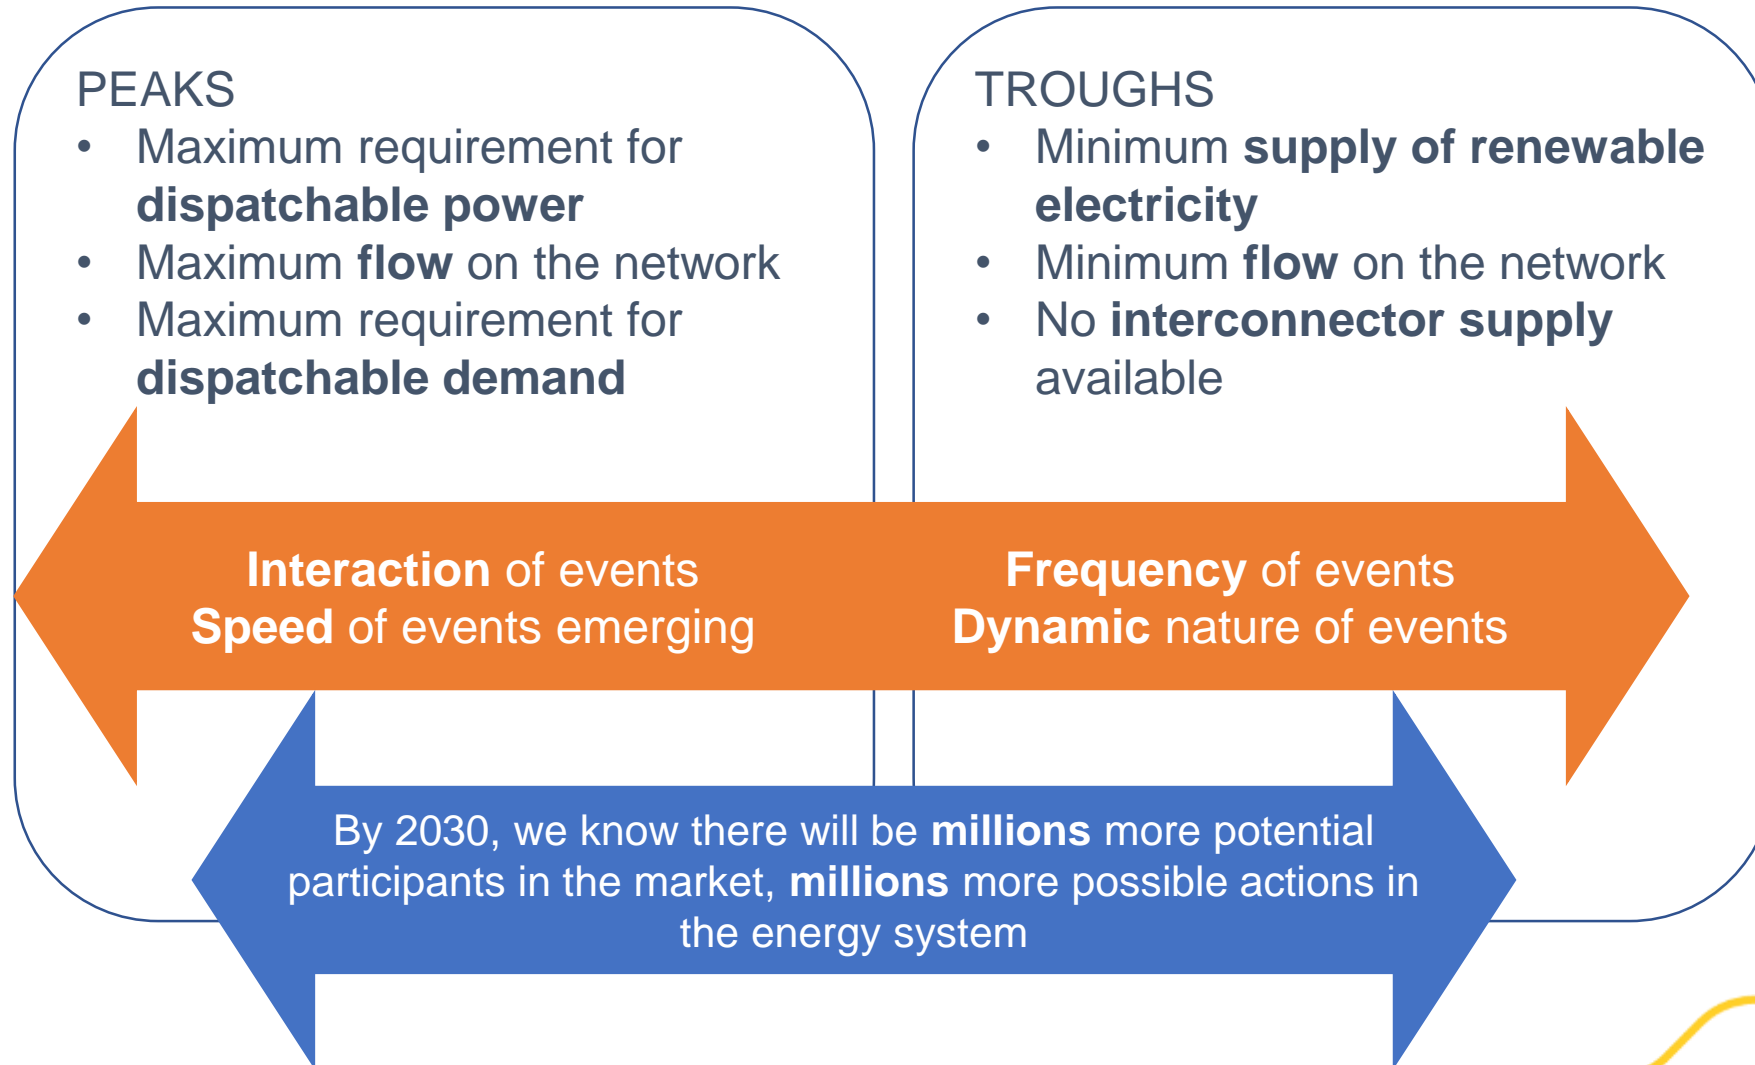 PEAKS
• Maximum requirement for
dispatchable power
• Maximum flow on the network
• Maximum requirement for
dispatchable demand
TROUGHS
• Minimum supply of renewable
electricity
• Minimum flow on the network
• No interconnector supply
available
Interaction of events
Speed of events emerging
Frequency of events
Dynamic nature of events
By 2030, we know there will be millions more potential
participants in the market, millions more possible actions in
the energy system